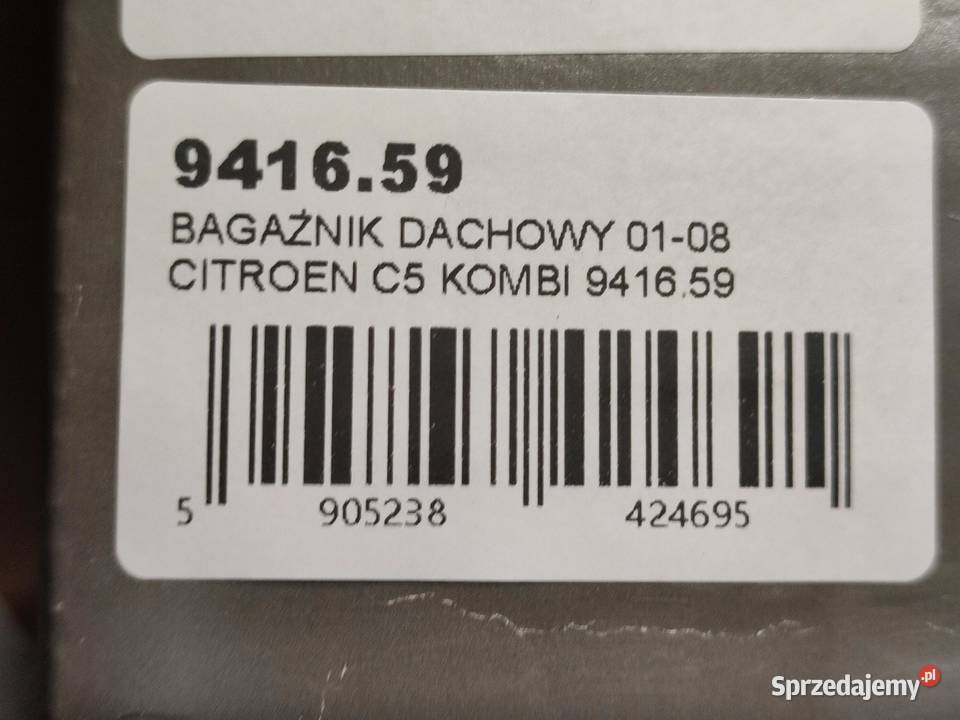 9416.59
BAGAŻNIK DACHOWY 01-08
CITROEN C5 KOMBI 9416.59
5 905238 424695
Sprzedajemy.pl